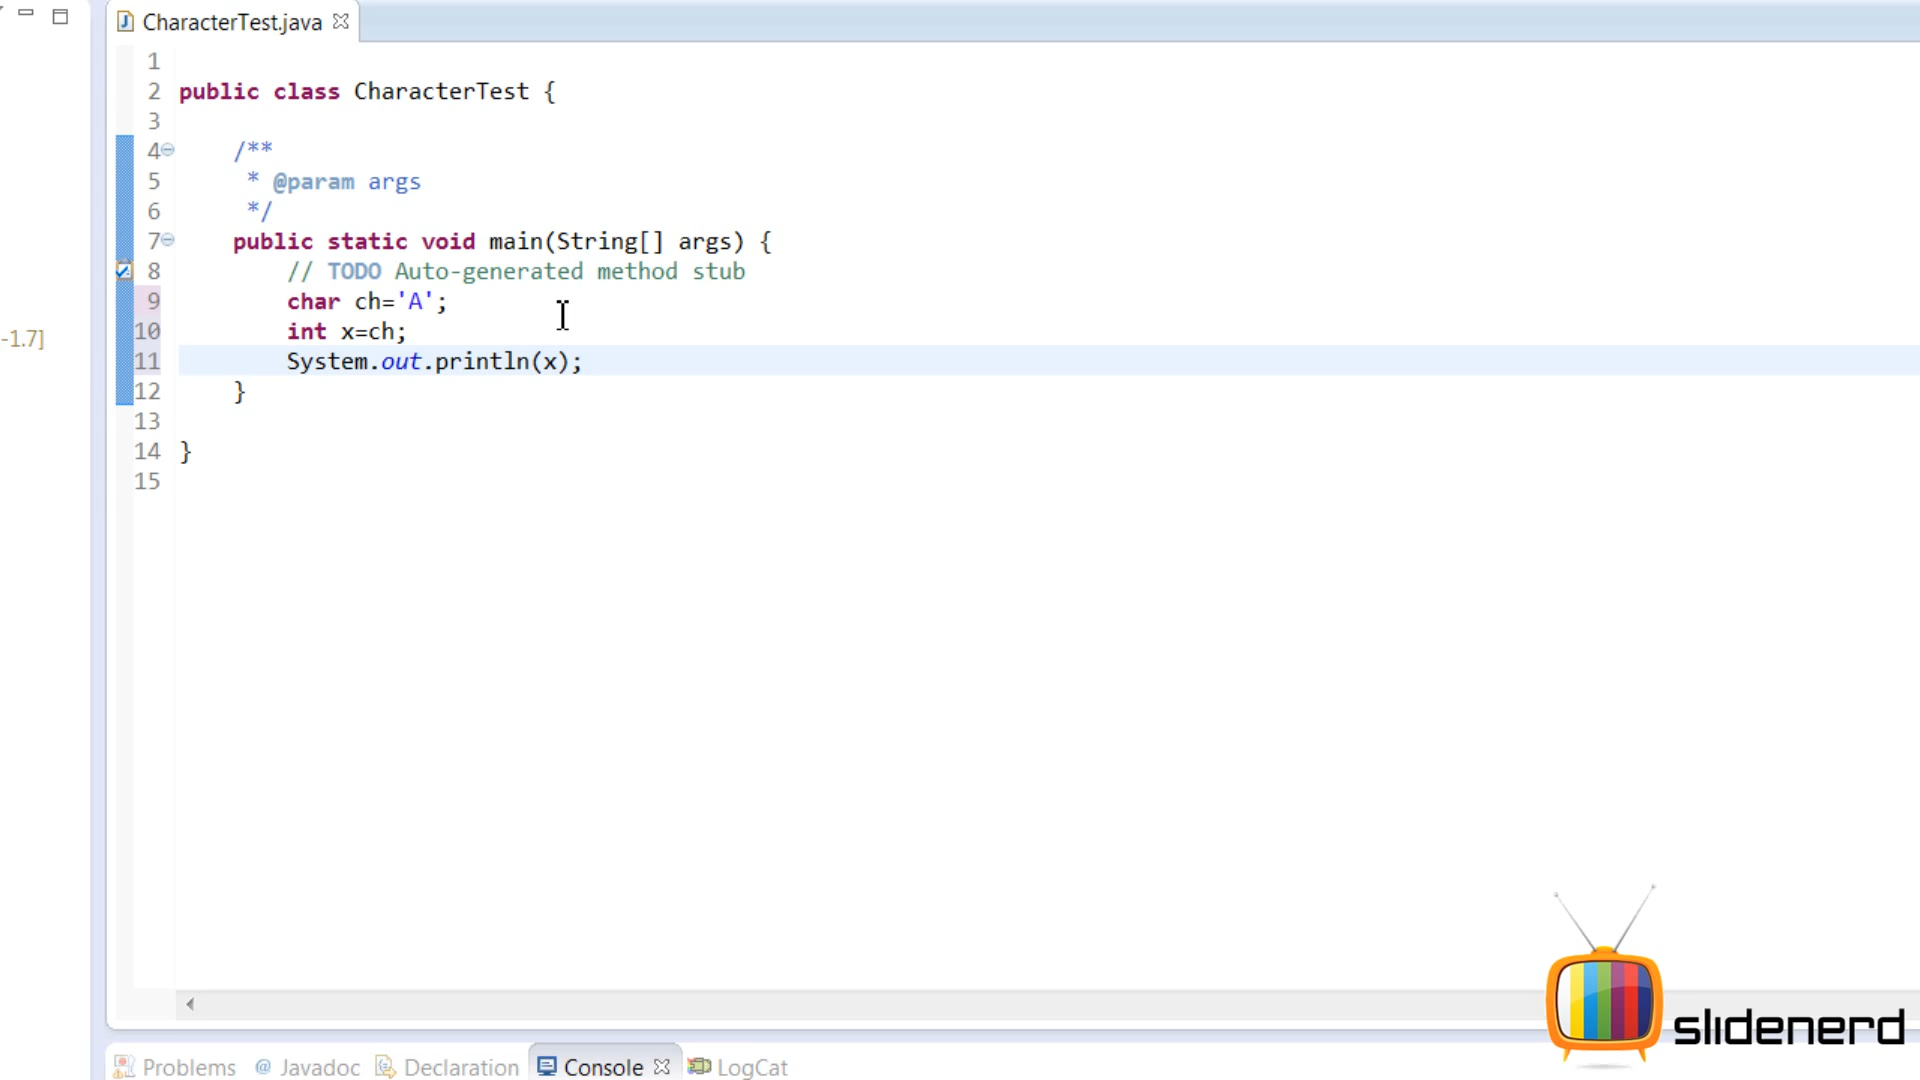 CharacterTest.java
1
2 public class CharacterTest {
3
4 /**
5 * @param args
6 */
7 public static void main(String[] args) {
8 // TODO Auto-generated method stub
9 char ch='A';
-1.7]
10 int x=ch;
11 System.out.println(x);
12 }
13
14 }
15
slidenerd
Problems @ Javadoc Declaration Console LogCat